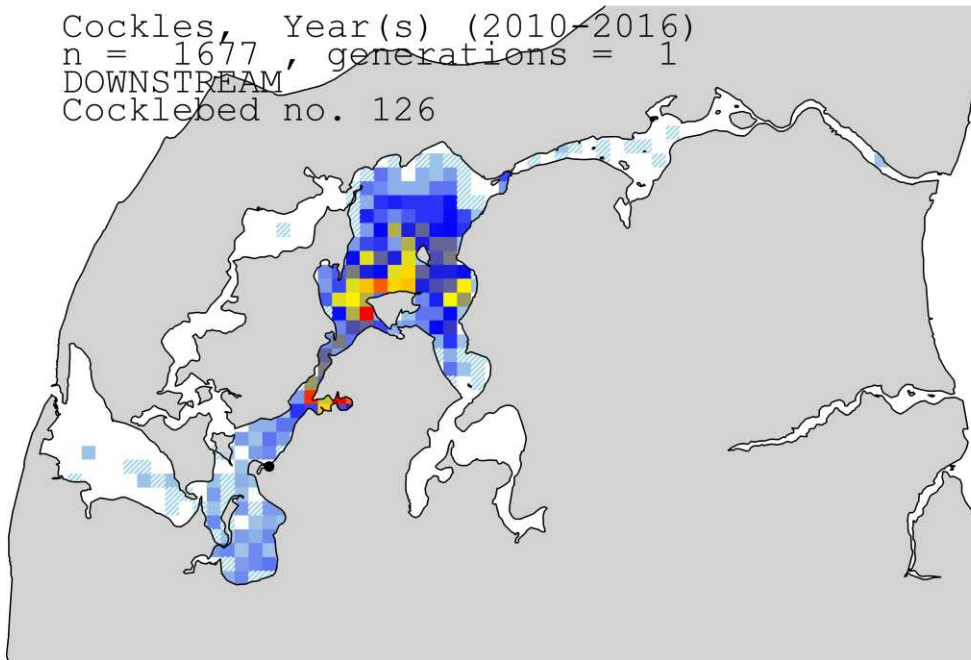 Cockles, Year(s) (2010-2016)
n = 1677 , generations = 1
DOWNSTREAM
Cocklebed no. 126